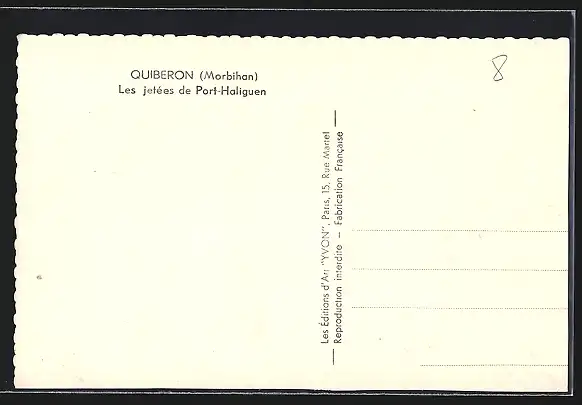 QUIBERON (Morbihan)
Les jetées de Port-Haliguen
8
Les Éditions d'Art "YVON", Paris, 15, Rue Martel
Reproduction interdite - Fabrication Française